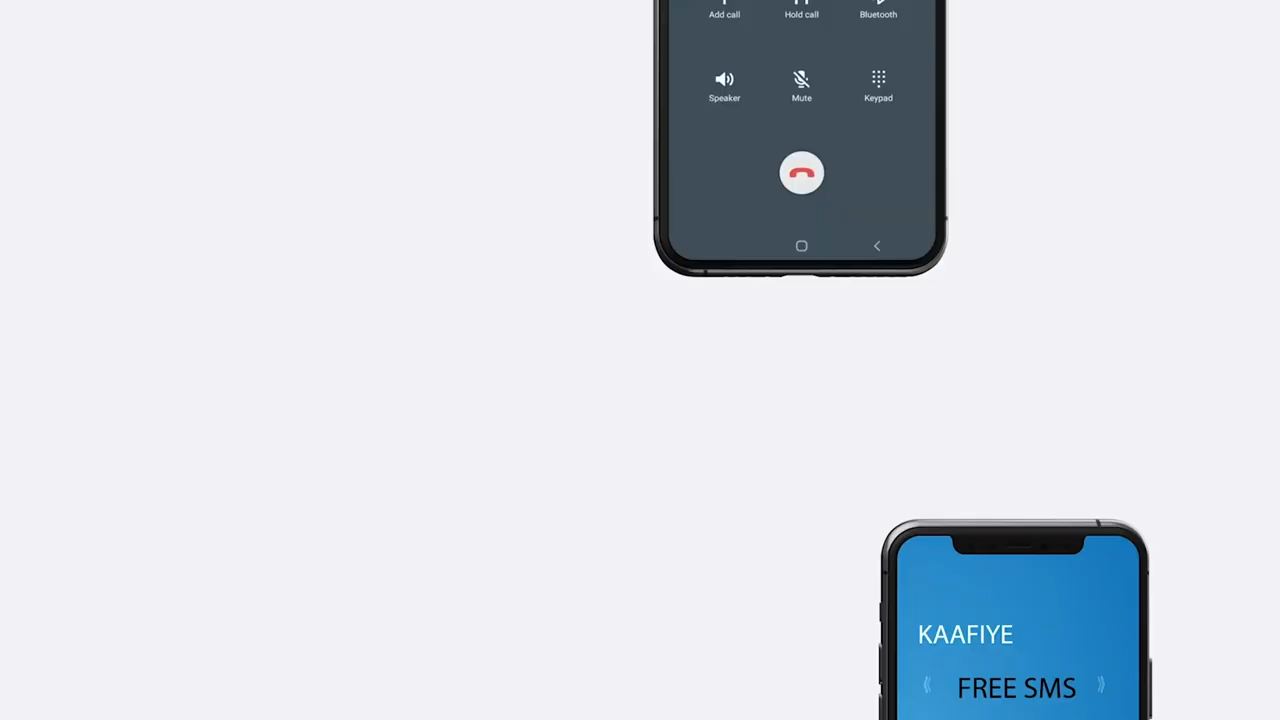 Add call Hold call Bluetooth
Speaker Mute Keypad
KAAFIYE
FREE SMS